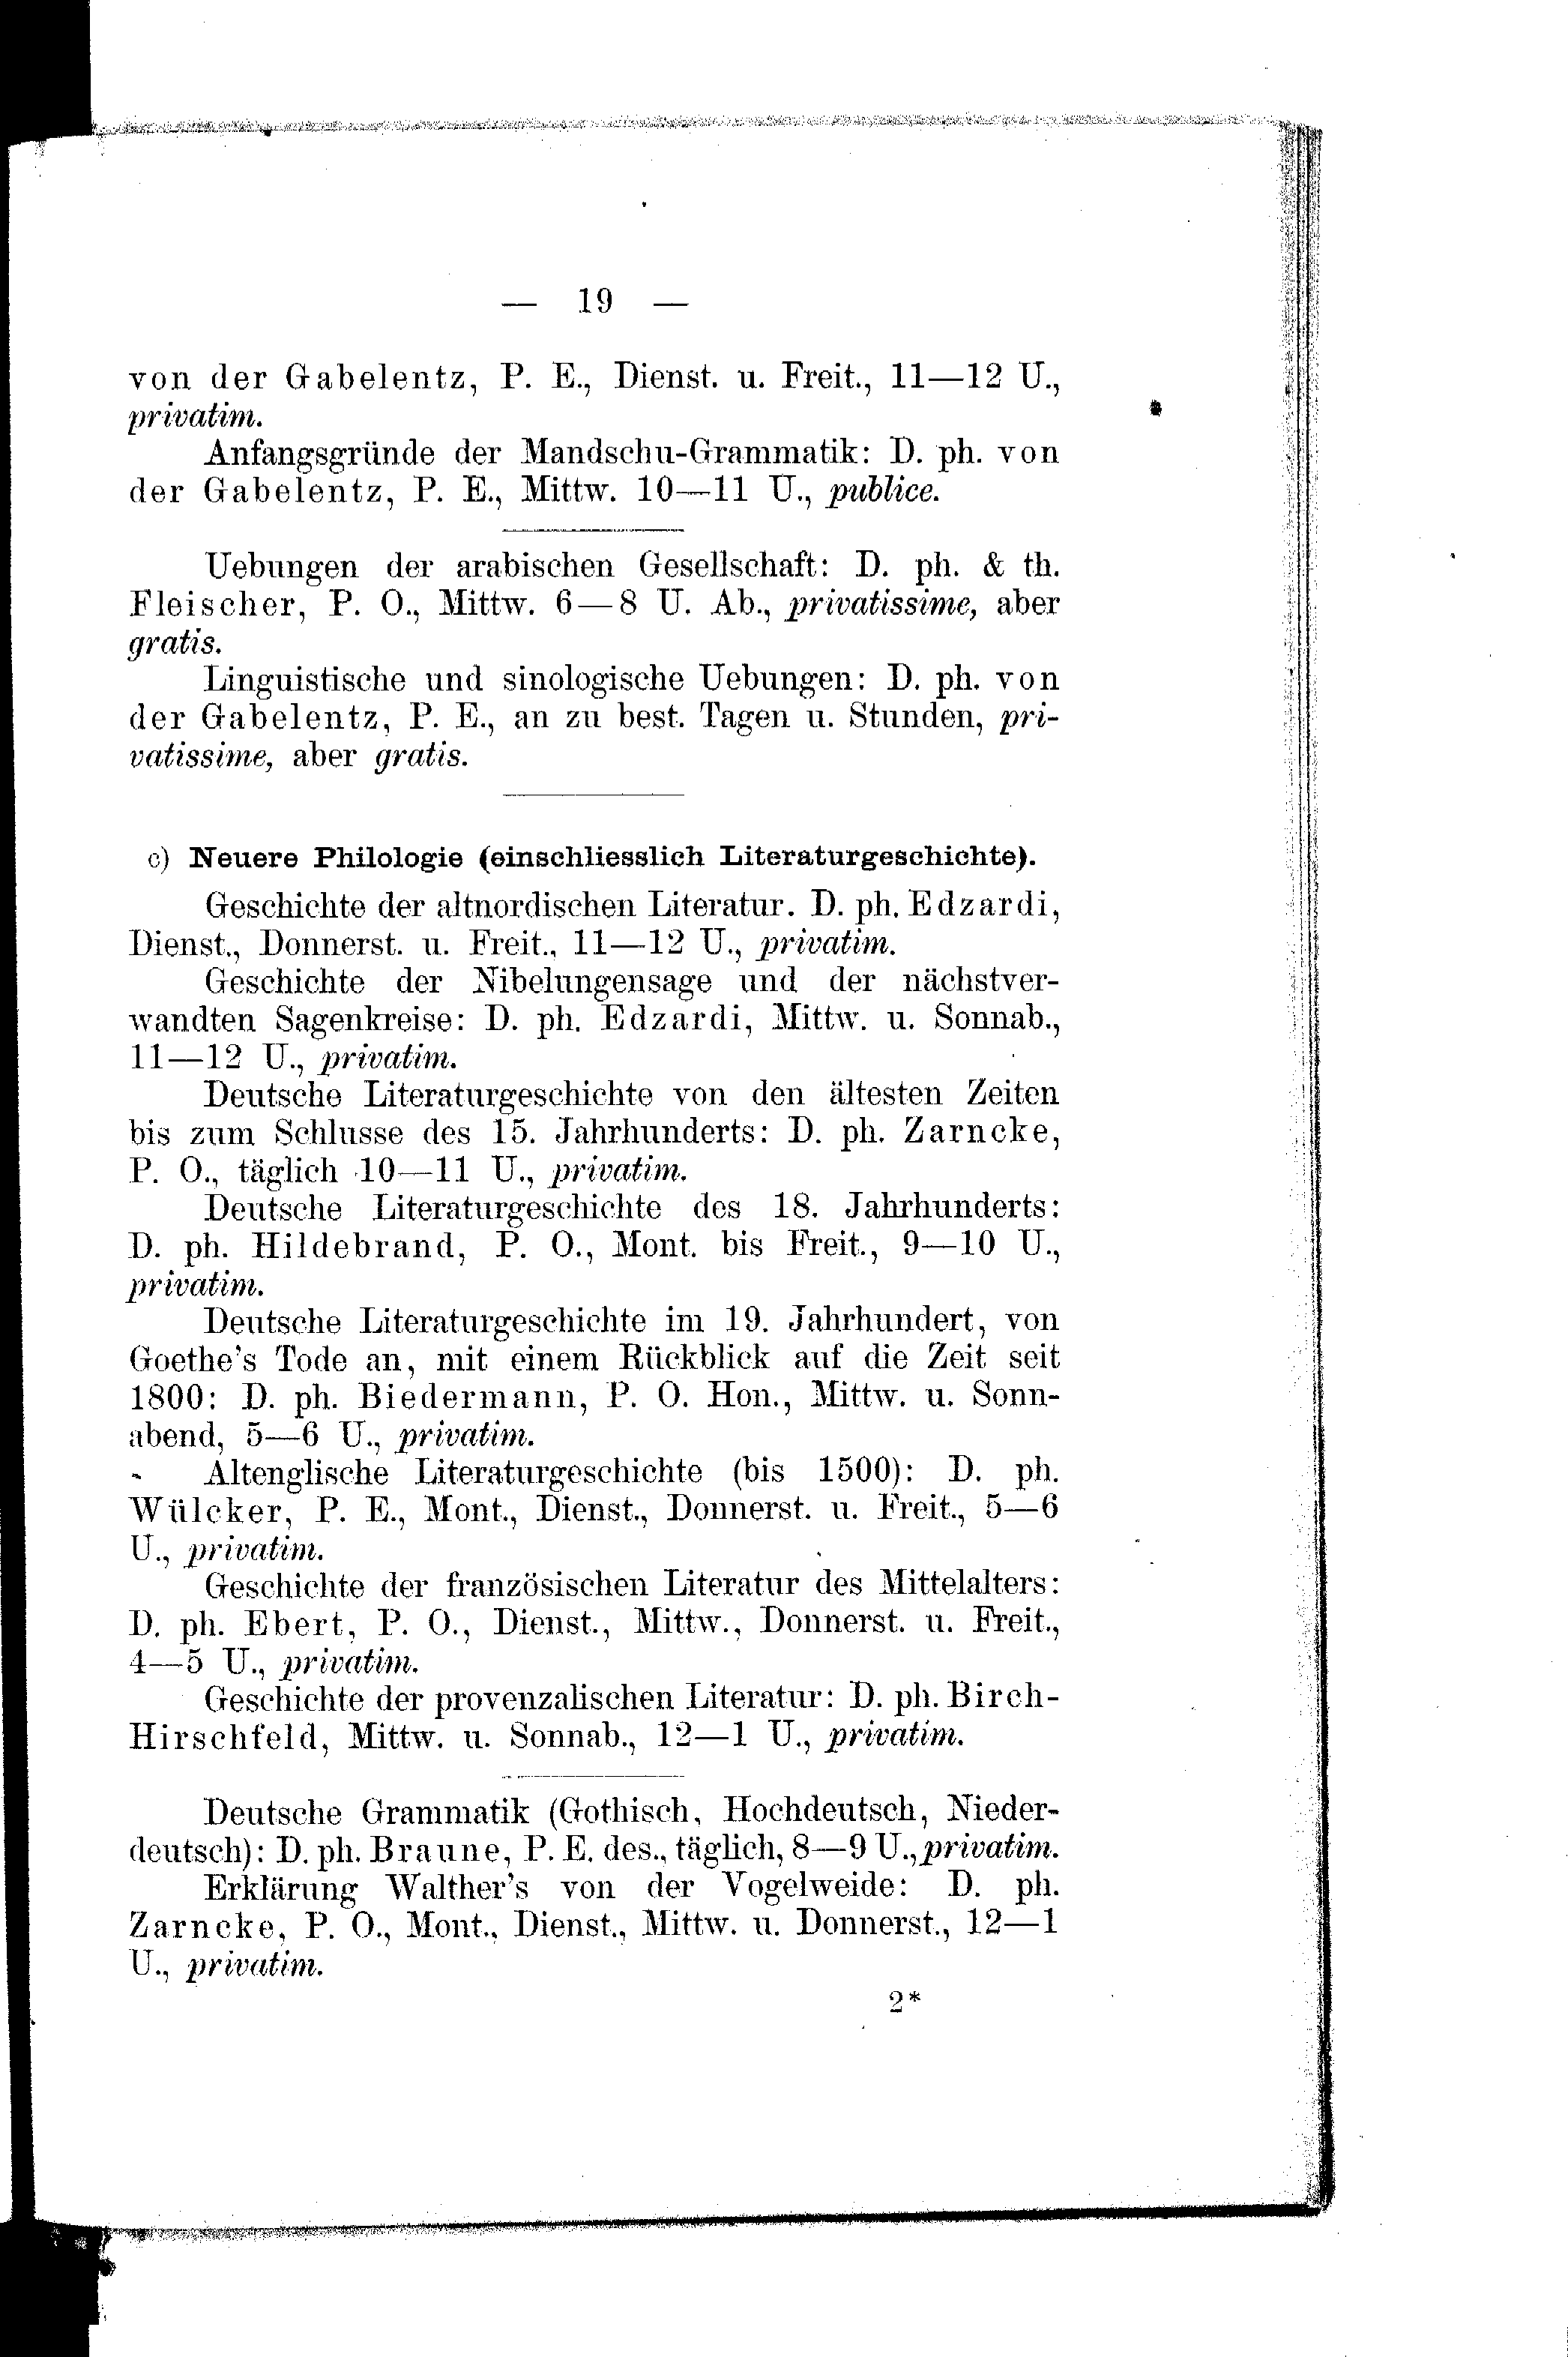 — 19 —
von der Gabelentz, P. E., Dienst. u. Freit., 11—12 U.,
privatim.
Anfangsgründe der Mandschu-Grammatik: D. ph. von
der Gabelentz, P. E., Mittw. 10—11 U., publice.
Uebungen der arabischen Gesellschaft: D. ph. & th.
Fleischer, P. O., Mittw. 6—8 U. Ab., privatissime, aber
gratis.
Linguistische und sinologische Uebungen: D. ph. von
der Gabelentz, P. E., an zu best. Tagen u. Stunden, pri-
vatissime, aber gratis.
c) Neuere Philologie (einschliesslich Literaturgeschichte).
Geschichte der altnordischen Literatur. D. ph. Edzardi,
Dienst., Donnerst. u. Freit., 11—12 U., privatim.
Geschichte der Nibelungensage und der nächstver-
wandten Sagenkreise: D. ph. Edzardi, Mittw. u. Sonnab.,
11—12 U., privatim.
Deutsche Literaturgeschichte von den ältesten Zeiten
bis zum Schlusse des 15. Jahrhunderts: D. ph. Zarncke,
P. O., täglich 10—11 U., privatim.
Deutsche Literaturgeschichte des 18. Jahrhunderts:
D. ph. Hildebrand, P. O., Mont. bis Freit., 9—10 U.,
privatim.
Deutsche Literaturgeschichte im 19. Jahrhundert, von
Goethe's Tode an, mit einem Rückblick auf die Zeit seit
1800: D. ph. Biedermann, P. O. Hon., Mittw. u. Sonn-
abend, 5—6 U., privatim.
Altenglische Literaturgeschichte (bis 1500): D. ph.
Wülcker, P. E., Mont., Dienst., Donnerst. u. Freit., 5—6
U., privatim.
Geschichte der französischen Literatur des Mittelalters:
D. ph. Ebert, P. O., Dienst., Mittw., Donnerst. u. Freit.,
4—5 U., privatim.
Geschichte der provenzalischen Literatur: D. ph. Birch-
Hirschfeld, Mittw. u. Sonnab., 12—1 U., privatim.
Deutsche Grammatik (Gothisch, Hochdeutsch, Nieder-
deutsch): D. ph. Braune, P. E. des., täglich, 8—9 U., privatim.
Erklärung Walther's von der Vogelweide: D. ph.
Zarncke, P. O., Mont., Dienst., Mittw. u. Donnerst., 12—1
U., privatim.
2*